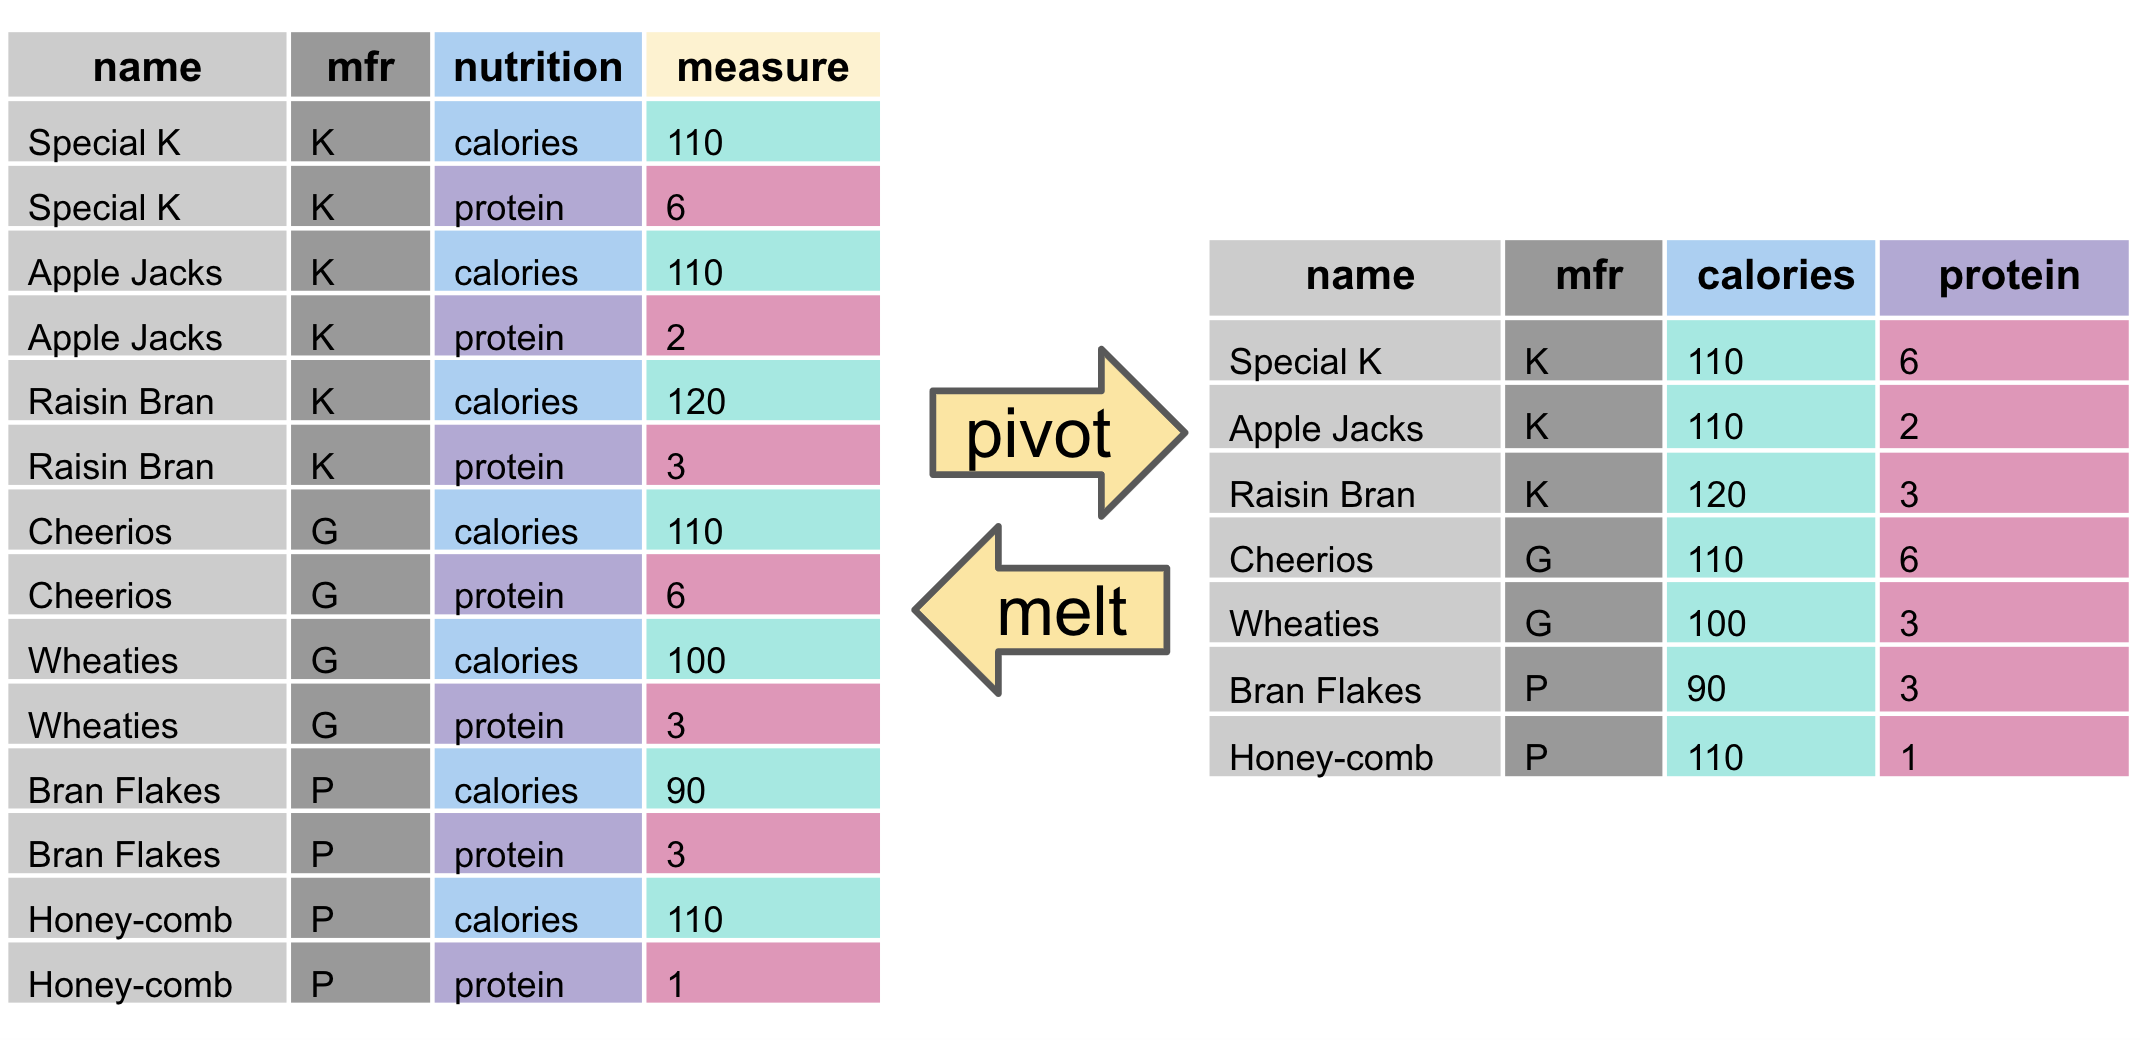 name mfr nutrition measure
Special K K calories 110
Special K K protein 6
Apple Jacks K calories 110
Apple Jacks K protein 2
Raisin Bran K calories 120
Raisin Bran K protein 3
Cheerios G calories 110
Cheerios G protein 6
Wheaties G calories 100
Wheaties G protein 3
Bran Flakes P calories 90
Bran Flakes P protein 3
Honey-comb P calories 110
Honey-comb P protein 1
pivot
melt
name mfr calories protein
Special K K 110 6
Apple Jacks K 110 2
Raisin Bran K 120 3
Cheerios G 110 6
Wheaties G 100 3
Bran Flakes P 90 3
Honey-comb P 110 1